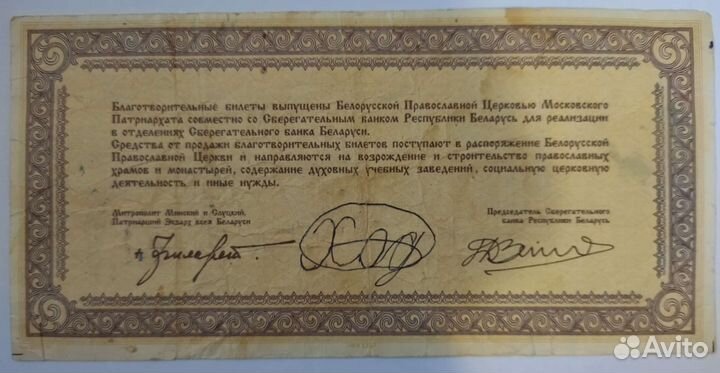 Благотворительные билеты выпущены Белорусской Православной Церковью Московского
Патриархата совместно со Сберегательным банком Республики Беларусь для реализации
в отделениях Сберегательного банка Беларуси.
Средства от продажи благотворительных билетов поступают в распоряжение Белорусской
Православной Церкви и направляются на возрождение и строительство православных
храмов и монастырей, содержание духовных учебных заведений, социальную церковную
деятельность и иные нужды.
Митрополит Минский и Слуцкий,
Патриарший Экзарх всея Беларуси
Председатель Сберегательного
банка Республики Беларусь
Avito